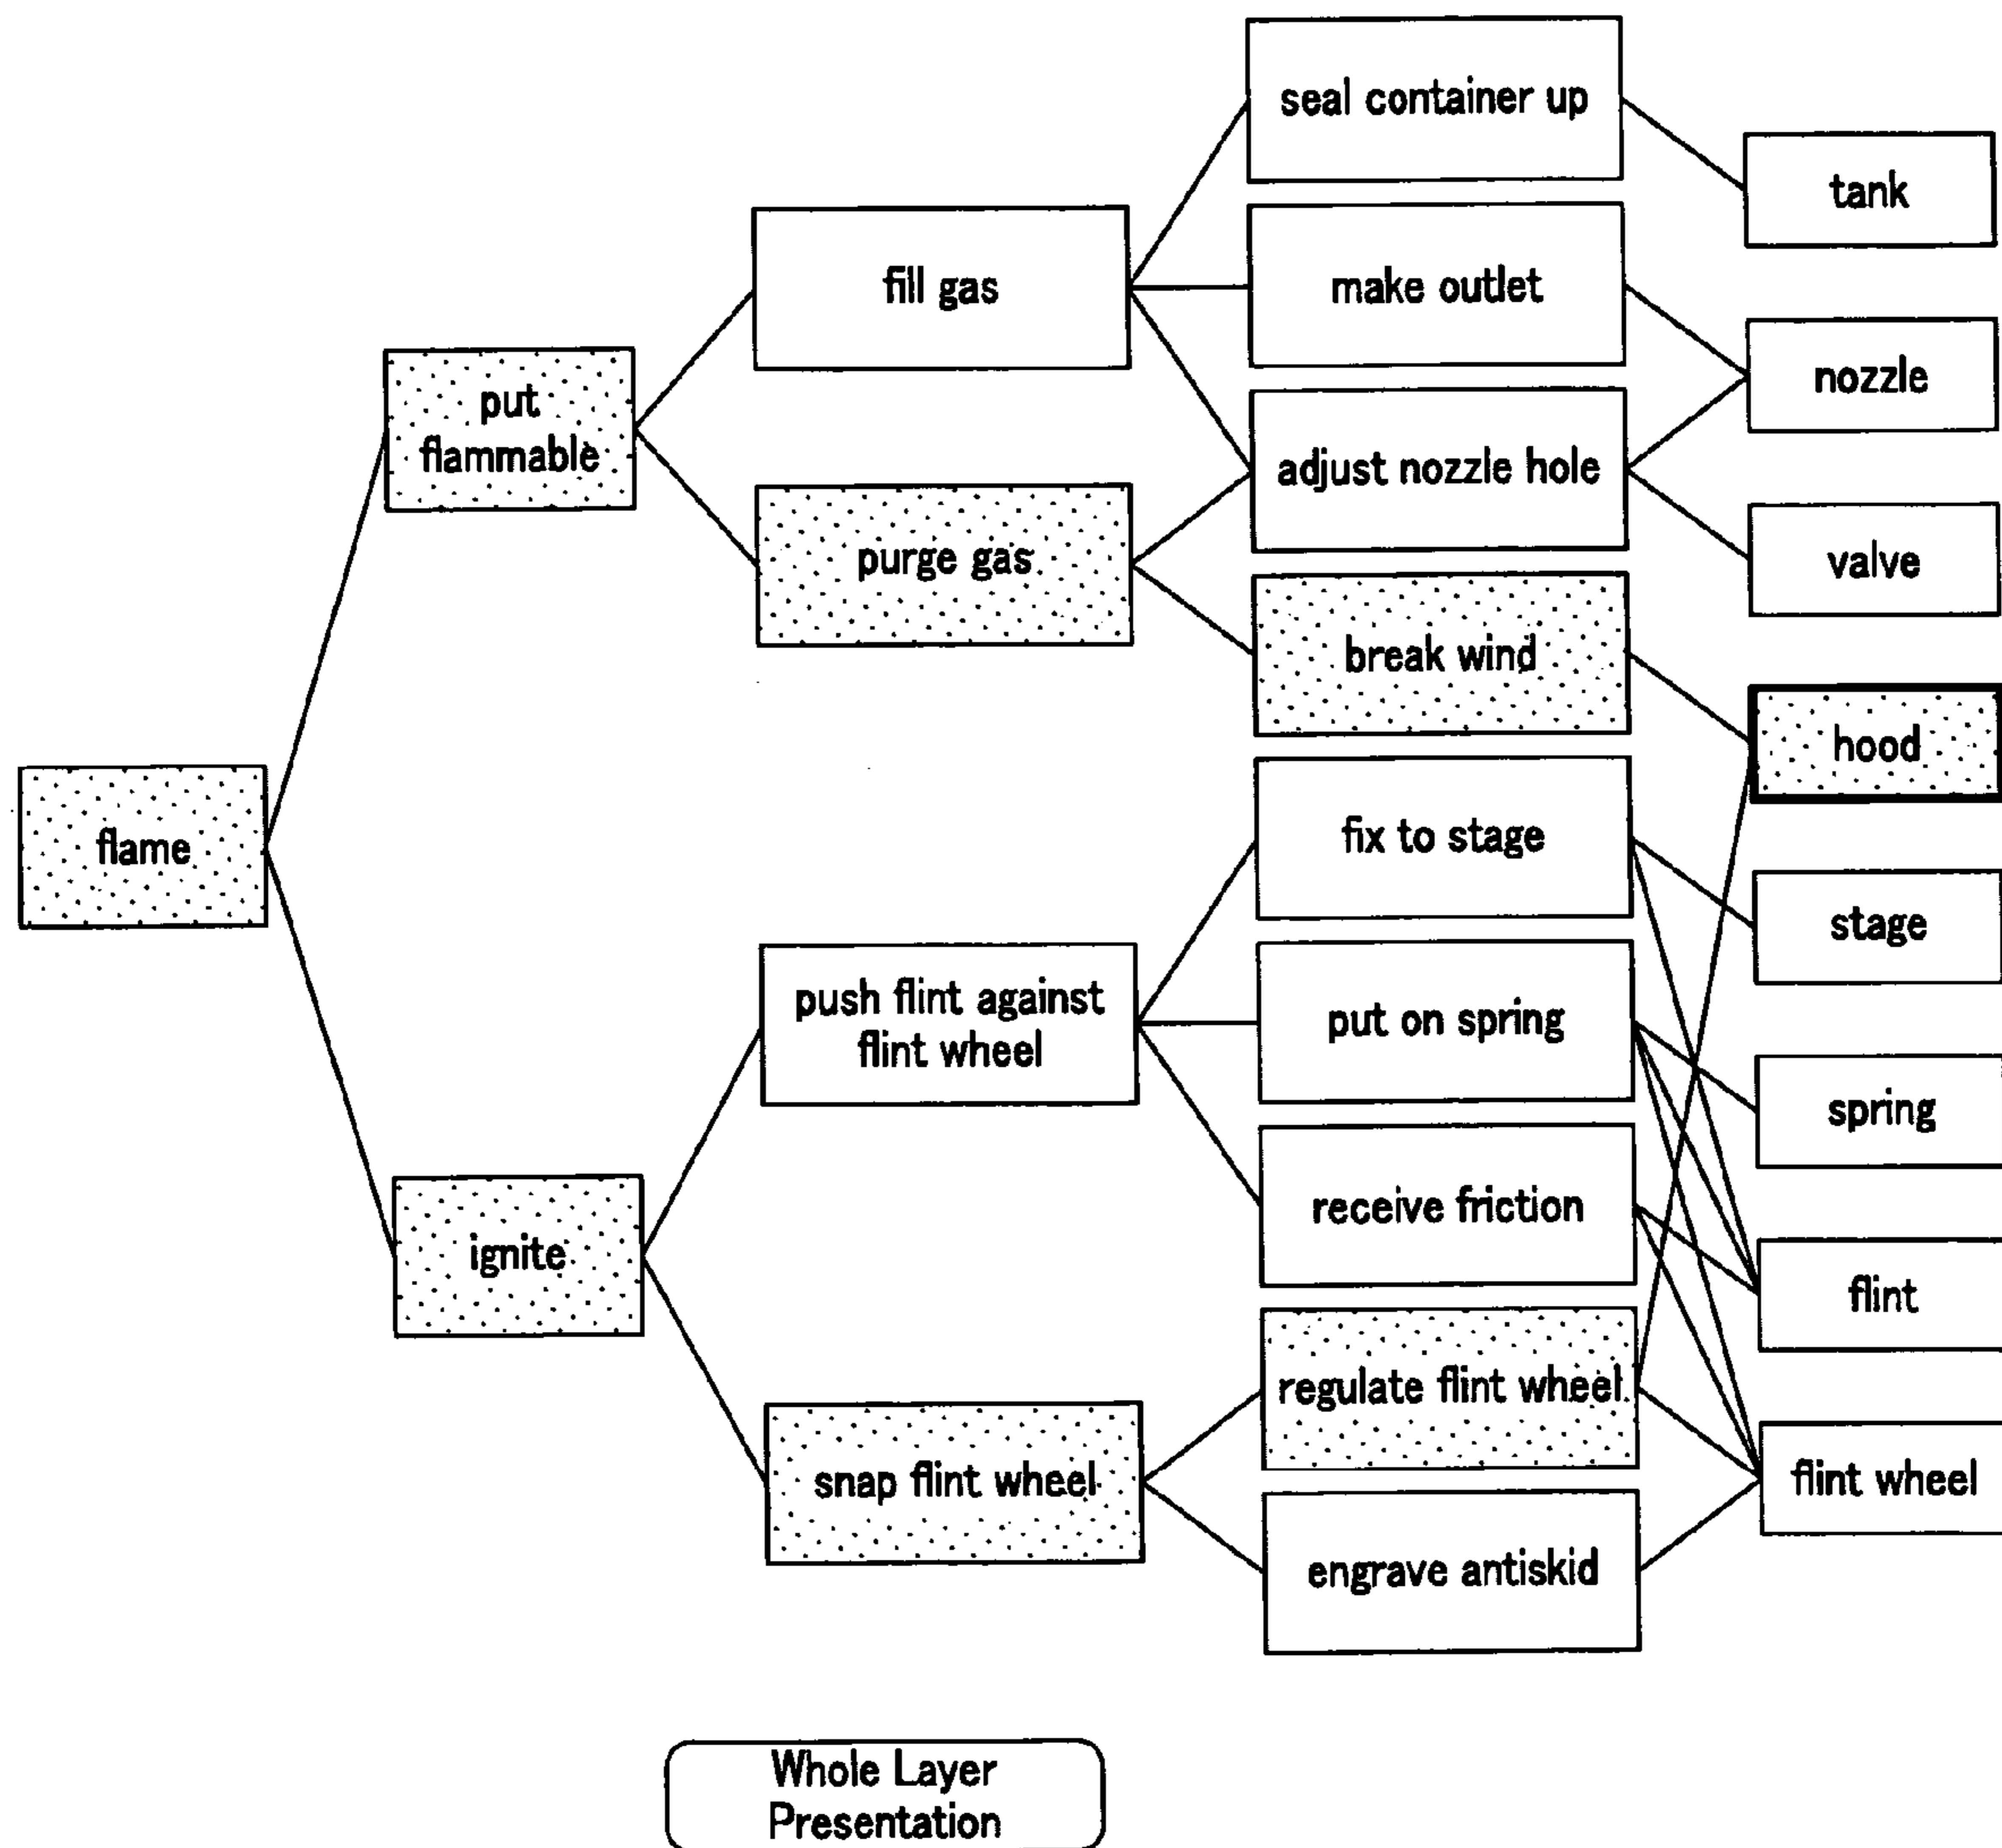 seal container up
tank
fill gas
make outlet
nozzle
put
flammable
adjust nozzle hole
valve
purge gas
break wind
hood
flame
fix to stage
stage
push flint against
flint wheel
put on spring
spring
receive friction
flint
ignite
regulate flint wheel
snap flint wheel
flint wheel
engrave antiskid
Whole Layer
Presentation